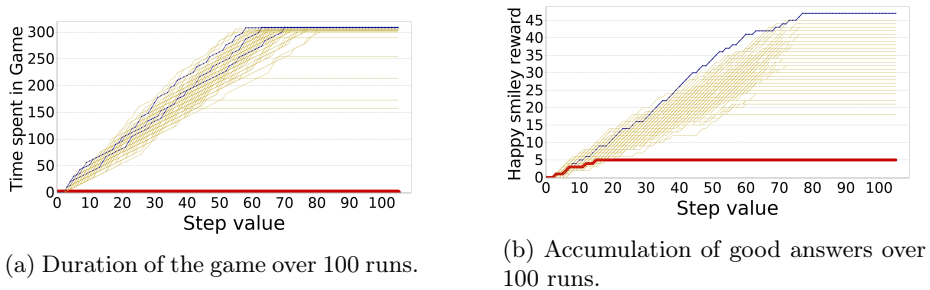 Time spent in Game
300
250
200
150
100
50
0
0 10 20 30 40 50 60 70 80 90 100
Step value
(a) Duration of the game over 100 runs.
Happy smiley reward
45
40
35
30
25
20
15
10
5
0
0 10 20 30 40 50 60 70 80 90 100
Step value
(b) Accumulation of good answers over
100 runs.